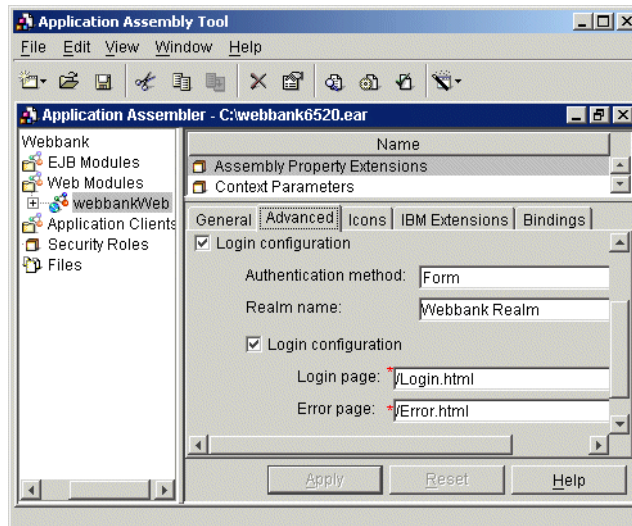 Application Assembly Tool
File Edit View Window Help
Application Assembler - C:\webbank6520.ear
Webbank
EJB Modules
Web Modules
webbankWeb
Application Clients
Security Roles
Files
Name
Assembly Property Extensions
Context Parameters
General Advanced Icons IBM Extensions Bindings
Login configuration
Authentication method: Form
Realm name: Webbank Realm
Login configuration
Login page: */Login.html
Error page: */Error.html
Apply Reset Help